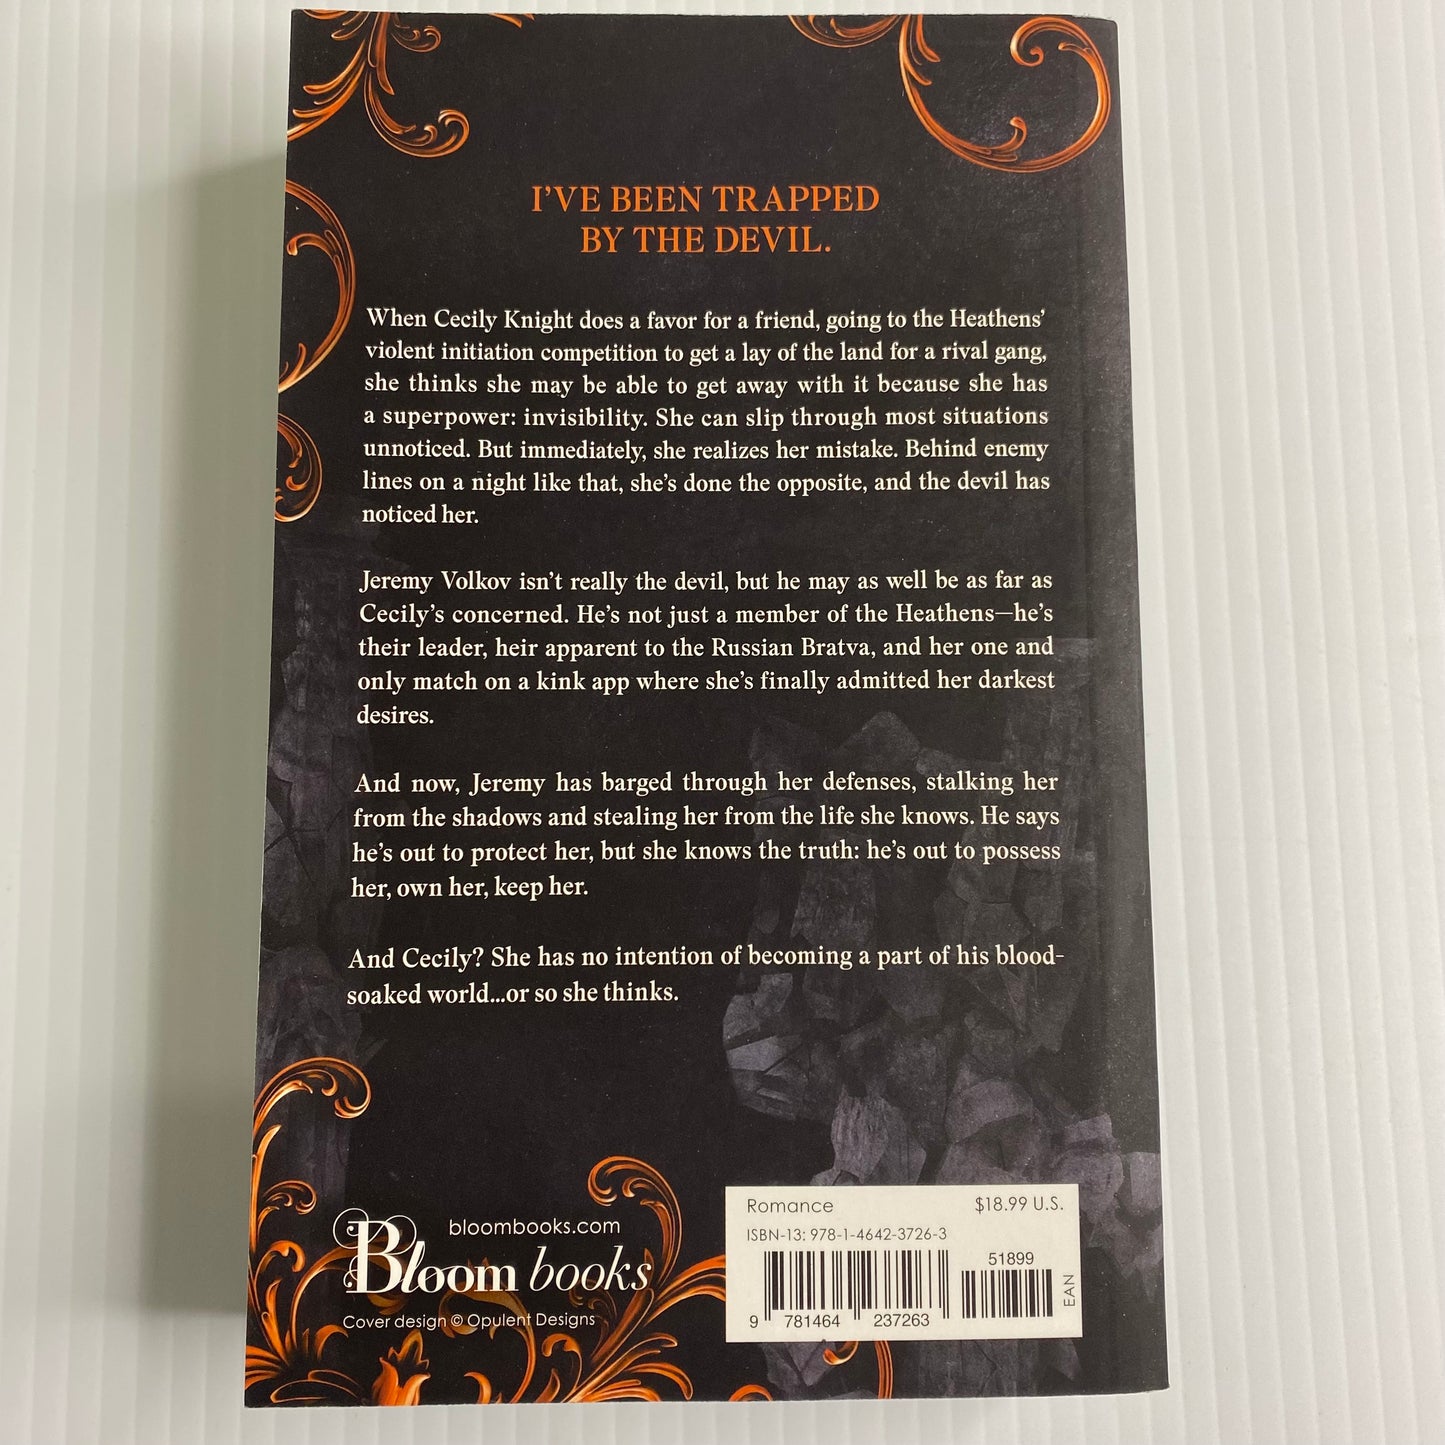 I'VE BEEN TRAPPED
BY THE DEVIL.
When Cecily Knight does a favor for a friend, going to the Heathens'
violent initiation competition to get a lay of the land for a rival gang,
she thinks she may be able to get away with it because she has
a superpower: invisibility. She can slip through most situations
unnoticed. But immediately, she realizes her mistake. Behind enemy
lines on a night like that, she's done the opposite, and the devil has
noticed her.
Jeremy Volkov isn't really the devil, but he may as well be as far as
Cecily's concerned. He's not just a member of the Heathens—he's
their leader, heir apparent to the Russian Bratva, and her one and
only match on a kink app where she's finally admitted her darkest
desires.
And now, Jeremy has barged through her defenses, stalking her
from the shadows and stealing her from the life she knows. He says
he's out to protect her, but she knows the truth: he's out to possess
her, own her, keep her.
And Cecily? She has no intention of becoming a part of his blood-
soaked world...or so she thinks.
bloombooks.com
Bloom books
Cover design © Opulent Designs
Romance $18.99 U.S.
ISBN-13: 978-1-4642-3726-3
51899
EAN
9 781464 237263